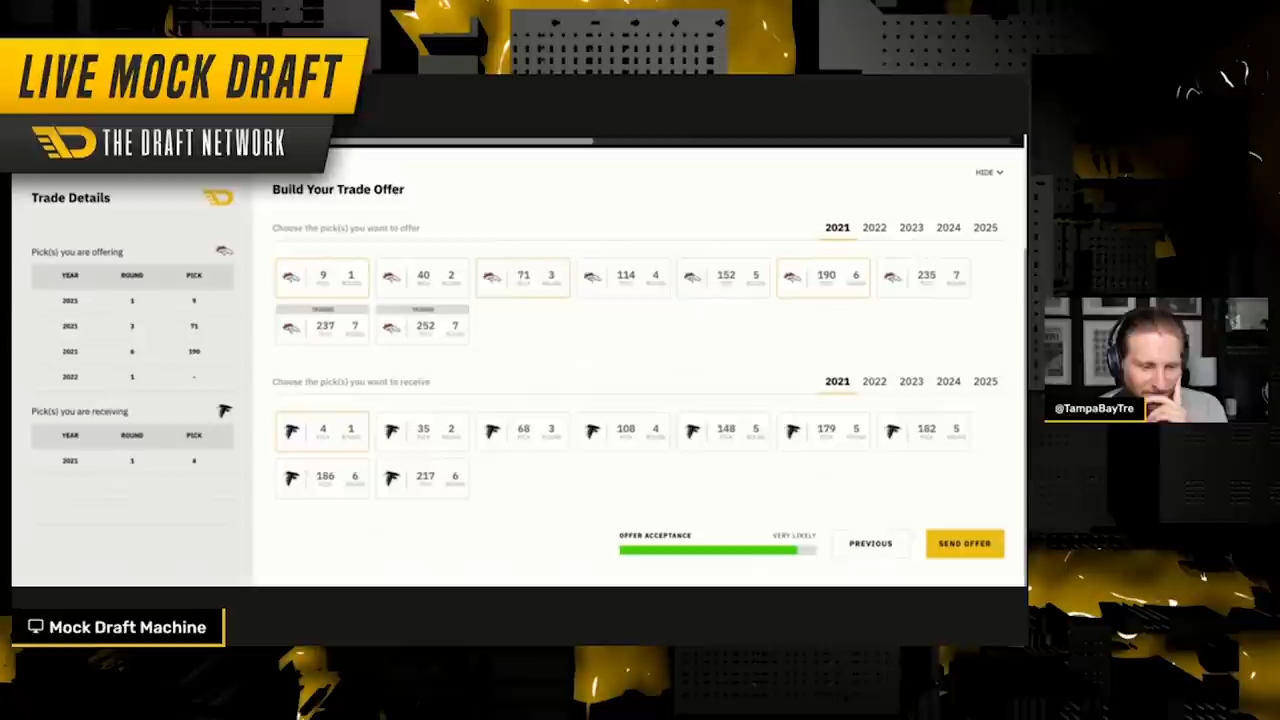 LIVE MOCK DRAFT
THE DRAFT NETWORK
HIDE
Trade Details
Build Your Trade Offer
Choose the pick(s) you want to offer
2021 2022 2023 2024 2025
Pick(s) you are offering
YEAR ROUND PICK
2021 1 9
2021 3 71
2021 6 190
2022 1 -
9 1 40 2 71 3 114 4 152 5 190 6 235 7
237 7 252 7
Choose the pick(s) you want to receive
2021 2022 2023 2024 2025
Pick(s) you are receiving
YEAR ROUND PICK
2021 1 4
4 1 35 2 68 3 108 4 148 5 179 5 182 5
186 6 217 6
OFFER ACCEPTANCE VERY LIKELY
PREVIOUS
SEND OFFER
@TampaBayTre
Mock Draft Machine